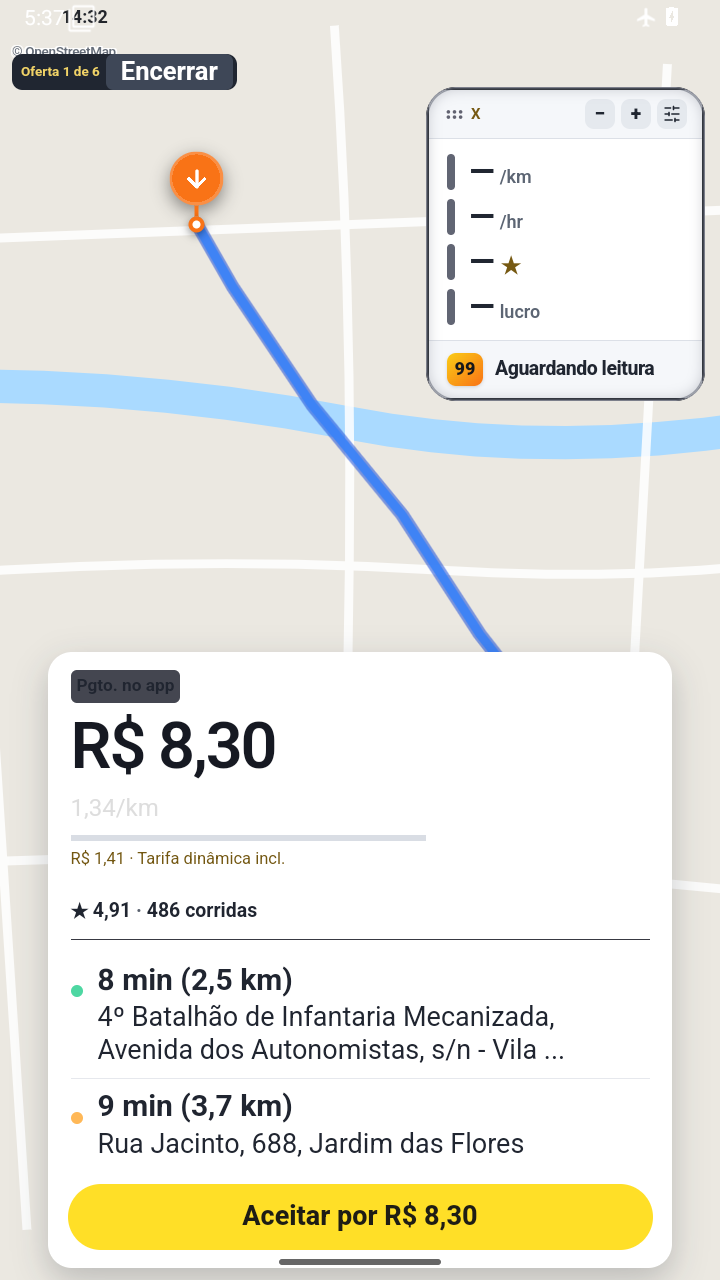 14:32
© OpenStreetMap
Oferta 1 de 6 Encerrar
X − +
— /km
— /hr
— ★
— lucro
99 Aguardando leitura
Pgto. no app
R$ 8,30
1,34/km
R$ 1,41 · Tarifa dinâmica incl.
★ 4,91 · 486 corridas
8 min (2,5 km)
4º Batalhão de Infantaria Mecanizada,
Avenida dos Autonomistas, s/n - Vila ...
9 min (3,7 km)
Rua Jacinto, 688, Jardim das Flores
Aceitar por R$ 8,30